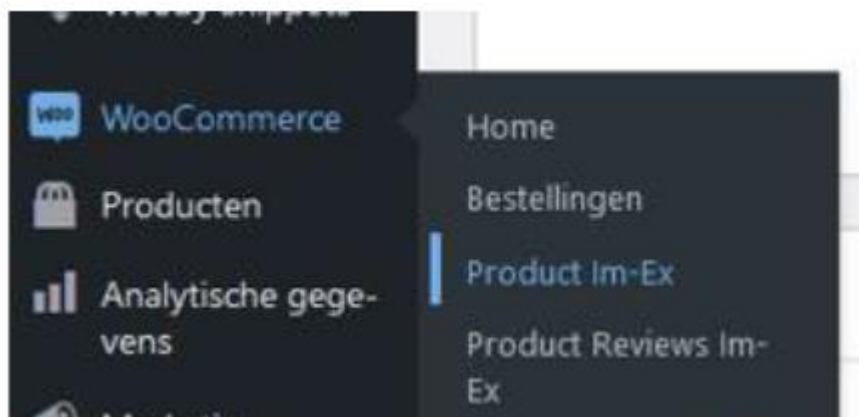 WooCommerce
Home
Producten
Bestellingen
Product Im-Ex
Analytische gege-
vens
Product Reviews Im-
Ex